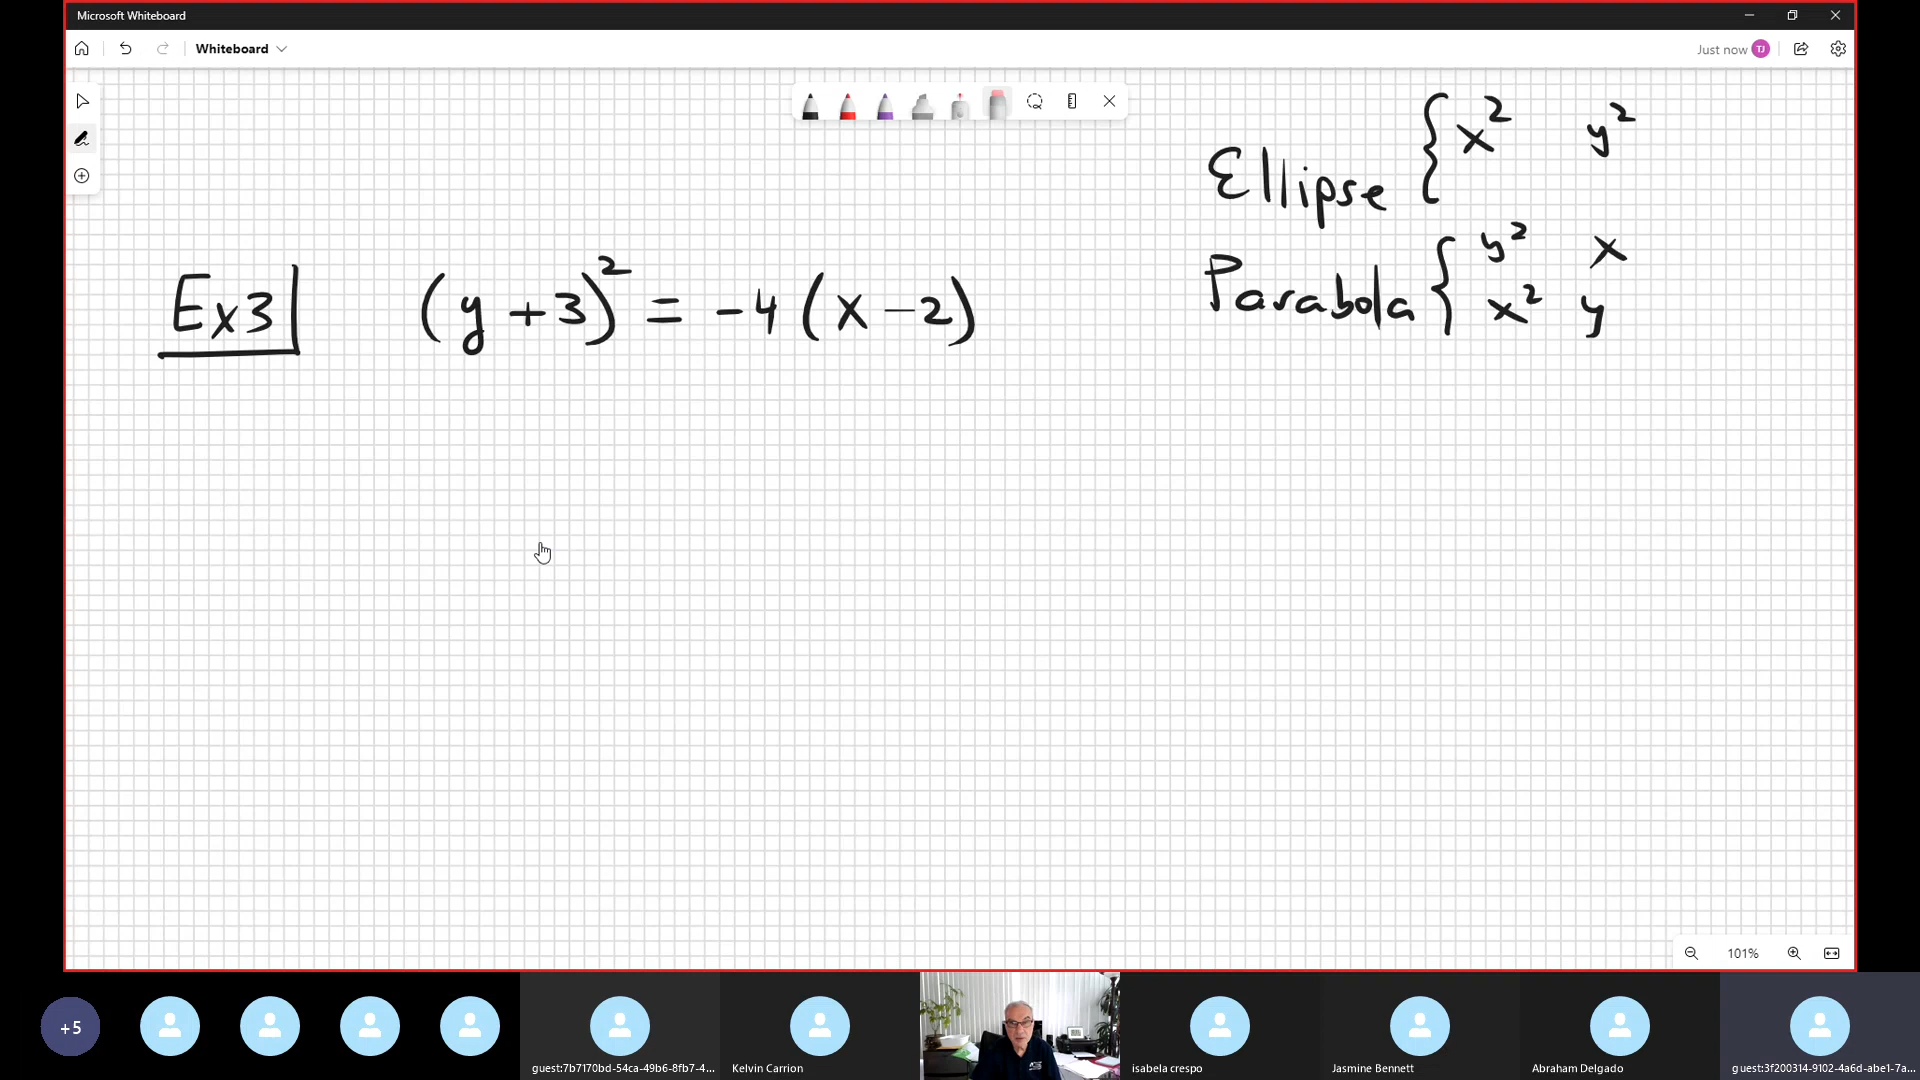 Microsoft Whiteboard
Whiteboard
Just now TJ
Ellipse { x² y²
Ex3 (y+3)² = -4(x-2)
Parabola { y² x
x² y
101%
+5
guest:7b7170bd-54ca-49b6-8fb7-4...
Kelvin Carrion
isabela crespo
Jasmine Bennett
Abraham Delgado
guest:3f200314-9102-4a6d-abe1-7a...